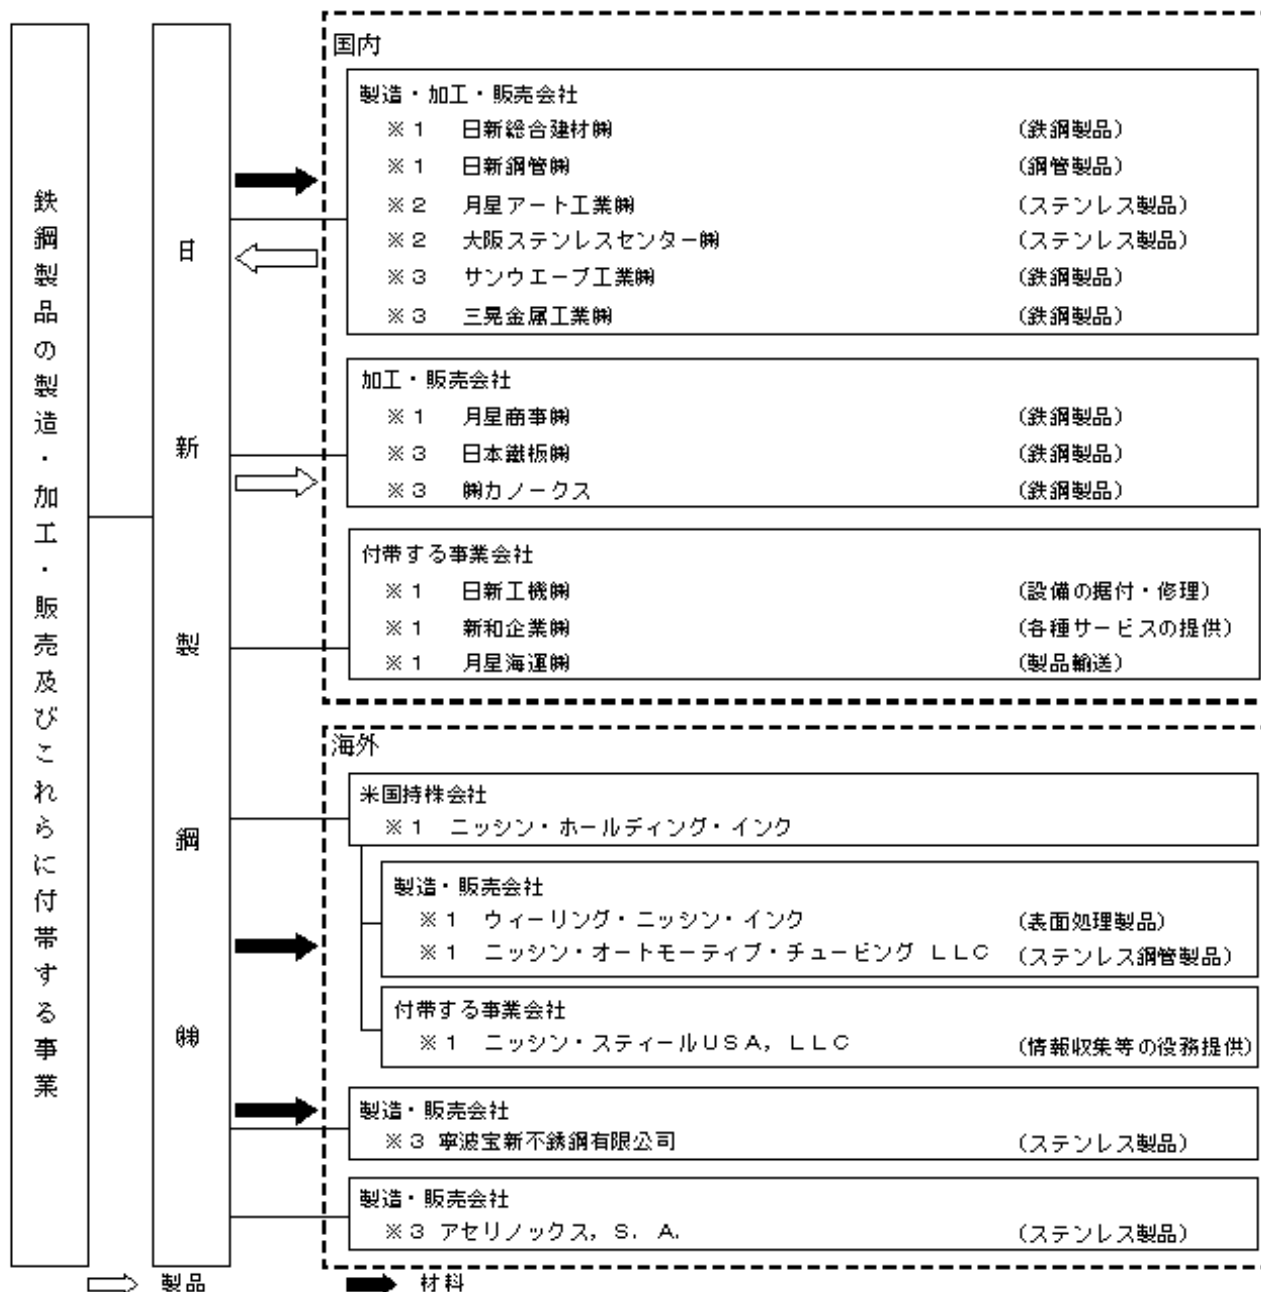 鉄鋼製品の製造・加工・販売及びこれらに付帯する事業
日新製鋼㈱
国内
製造・加工・販売会社
※1 日新総合建材㈱ (鉄鋼製品)
※1 日新鋼管㈱ (鋼管製品)
※2 月星アート工業㈱ (ステンレス製品)
※2 大阪ステンレスセンター㈱ (ステンレス製品)
※3 サンウエーブ工業㈱ (鉄鋼製品)
※3 三晃金属工業㈱ (鉄鋼製品)
加工・販売会社
※1 月星商事㈱ (鉄鋼製品)
※3 日本鐵板㈱ (鉄鋼製品)
※3 ㈱カノークス (鉄鋼製品)
付帯する事業会社
※1 日新工機㈱ (設備の据付・修理)
※1 新和企業㈱ (各種サービスの提供)
※1 月星海運㈱ (製品輸送)
海外
米国持株会社
※1 ニッシン・ホールディング・インク
製造・販売会社
※1 ウィーリング・ニッシン・インク (表面処理製品)
※1 ニッシン・オートモーティブ・チュービング LLC (ステンレス鋼管製品)
付帯する事業会社
※1 ニッシン・スティールUSA, LLC (情報収集等の役務提供)
製造・販売会社
※3 寧波宝新不銹鋼有限公司 (ステンレス製品)
製造・販売会社
※3 アセリノックス, S. A. (ステンレス製品)
製品 材料